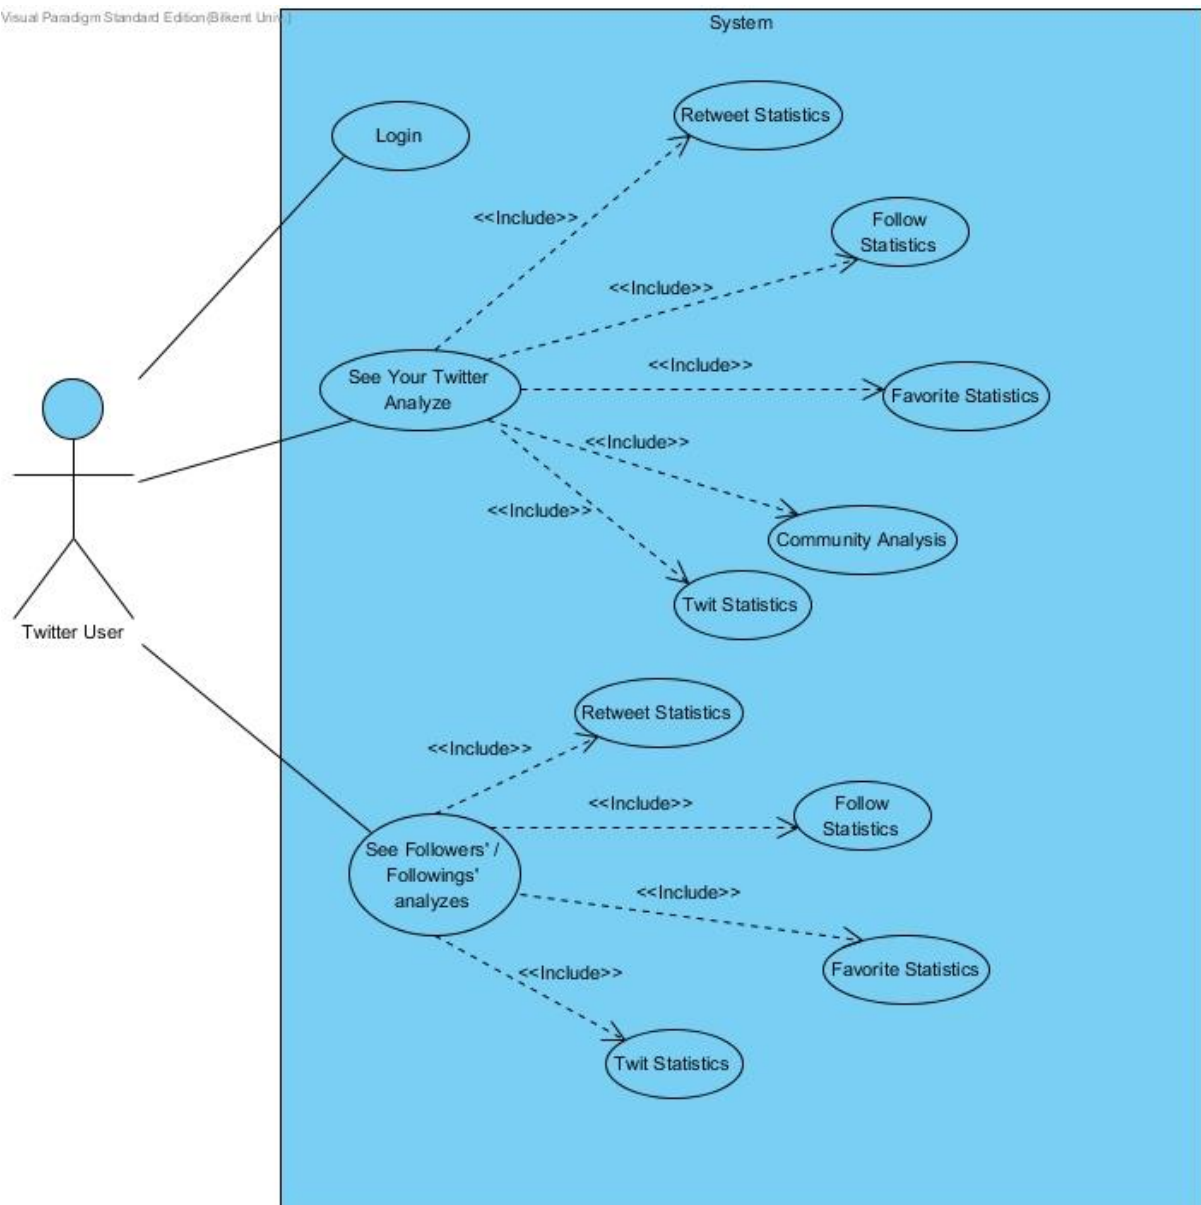 Visual Paradigm Standard Edition(Bilkent Univ.)
System
Retweet Statistics
Login
<<Include>>
Follow
Statistics
<<Include>>
<<Include>>
See Your Twitter
Analyze
Favorite Statistics
<<Include>>
<<Include>>
Community Analysis
Twit Statistics
Twitter User
Retweet Statistics
<<Include>>
<<Include>>
Follow
Statistics
See Followers' /
Followings'
analyzes
<<Include>>
Favorite Statistics
<<Include>>
Twit Statistics